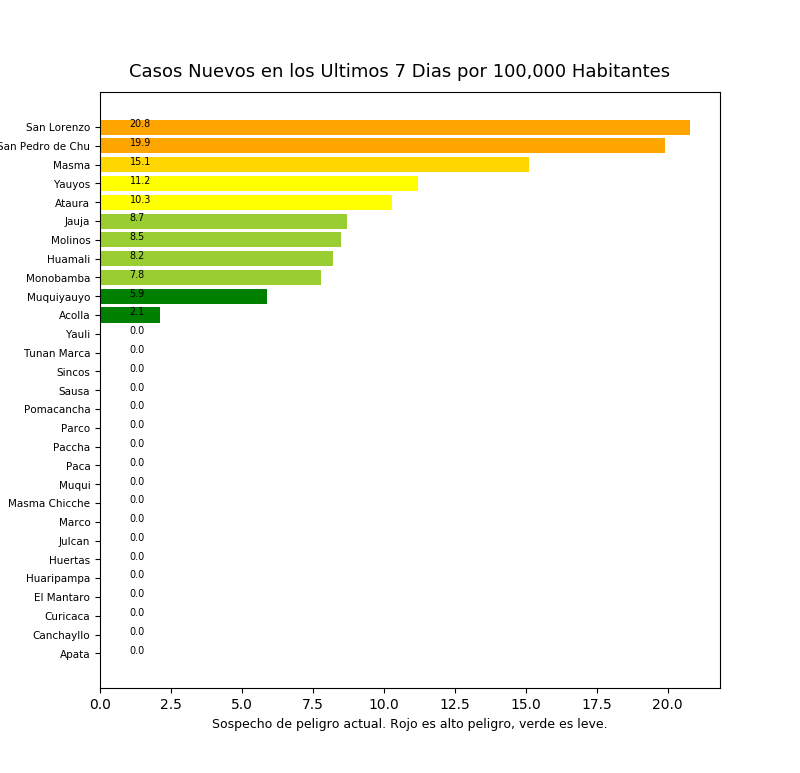 Casos Nuevos en los Ultimos 7 Dias por 100,000 Habitantes
San Lorenzo 20.8
San Pedro de Chu 19.9
Masma 15.1
Yauyos 11.2
Ataura 10.3
Jauja 8.7
Molinos 8.5
Huamali 8.2
Monobamba 7.8
Muquiyauyo 5.9
Acolla 2.1
Yauli 0.0
Tunan Marca 0.0
Sincos 0.0
Sausa 0.0
Pomacancha 0.0
Parco 0.0
Paccha 0.0
Paca 0.0
Muqui 0.0
Masma Chicche 0.0
Marco 0.0
Julcan 0.0
Huertas 0.0
Huaripampa 0.0
El Mantaro 0.0
Curicaca 0.0
Canchayllo 0.0
Apata 0.0
0.0 2.5 5.0 7.5 10.0 12.5 15.0 17.5 20.0
Sospecho de peligro actual. Rojo es alto peligro, verde es leve.